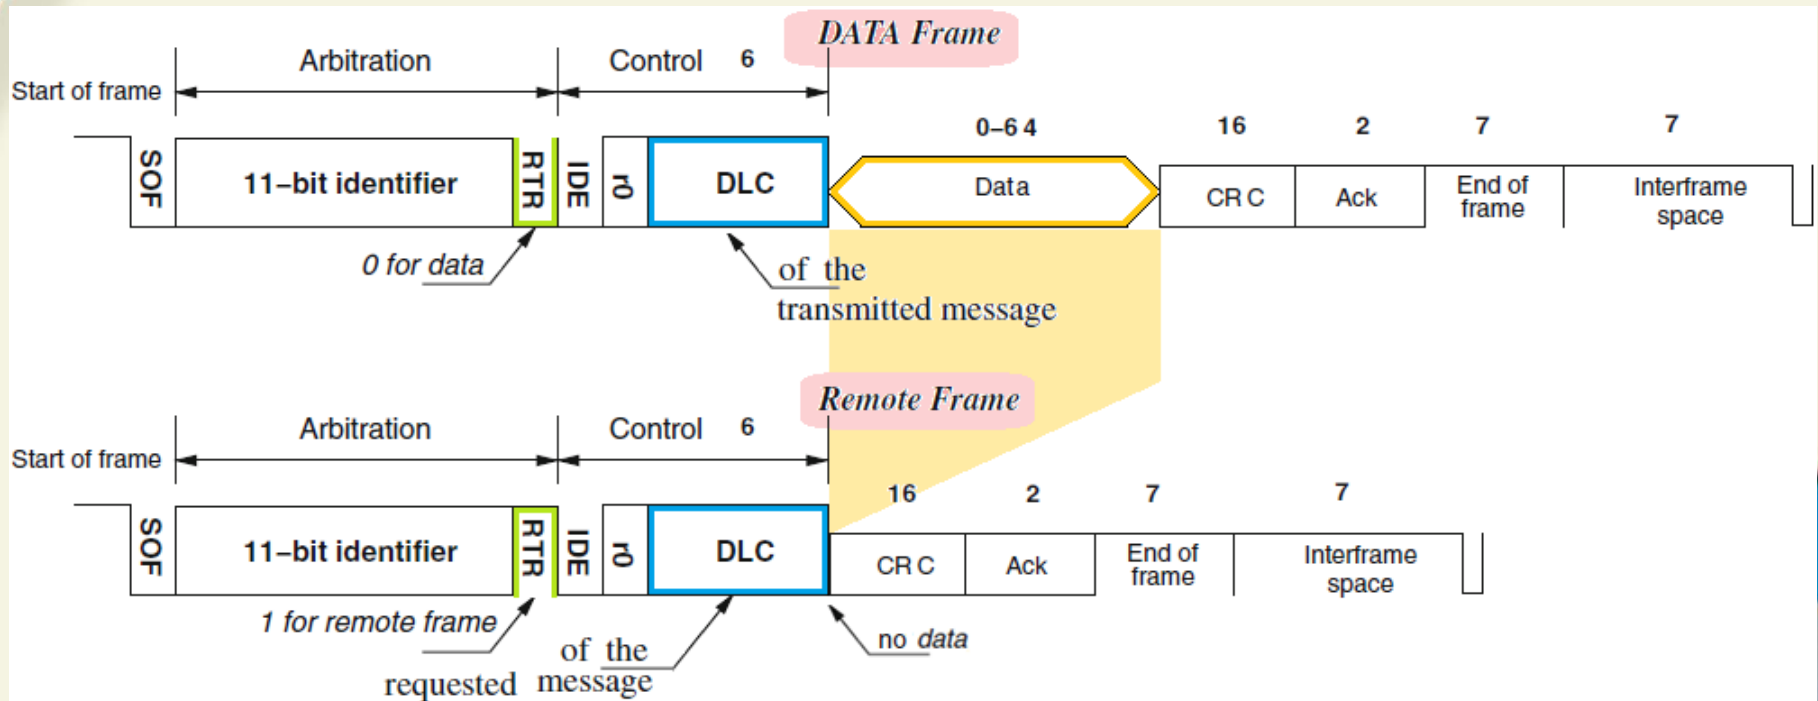 DATA Frame
Arbitration
Control 6
Start of frame
0–6 4
16
2
7
7
SOF
11–bit identifier
RTR
IDE
r0
DLC
Data
CR C
Ack
End of
frame
Interframe
space
0 for data
of the
transmitted message
Remote Frame
Arbitration
Control 6
Start of frame
16
2
7
7
SOF
11–bit identifier
RTR
IDE
r0
DLC
CR C
Ack
End of
frame
Interframe
space
1 for remote frame
no data
of the
requested message